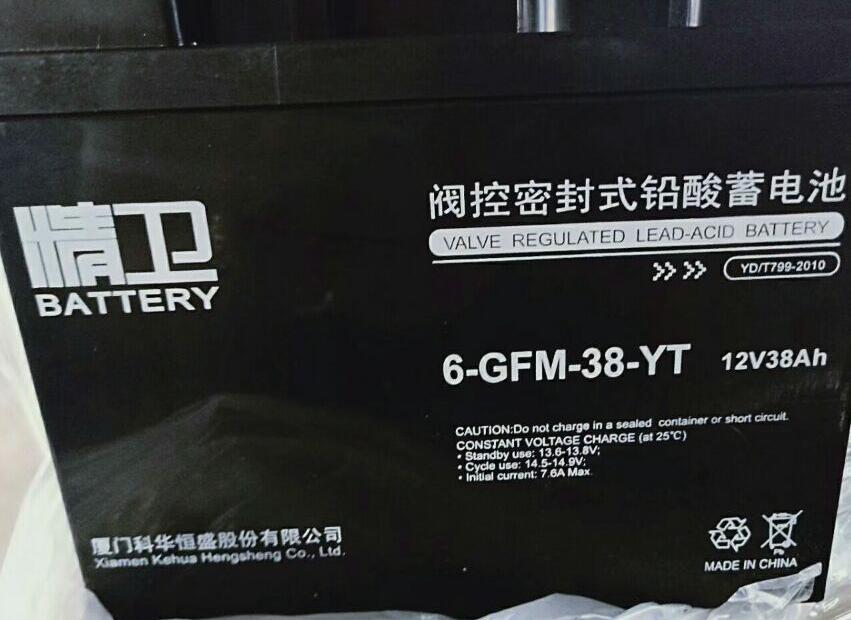 精卫
BATTERY
阀控密封式铅酸蓄电池
VALVE REGULATED LEAD-ACID BATTERY
YD/T799-2010
6-GFM-38-YT 12V38Ah
CAUTION:Do not charge in a sealed container or short circuit.
CONSTANT VOLTAGE CHARGE (at 25°C)
• Standby use: 13.6-13.8V;
• Cycle use: 14.5-14.9V;
• Initial current: 7.6A Max.
厦门科华恒盛股份有限公司
Xiamen Kehua Hengsheng Co., Ltd.
Pb
MADE IN CHINA